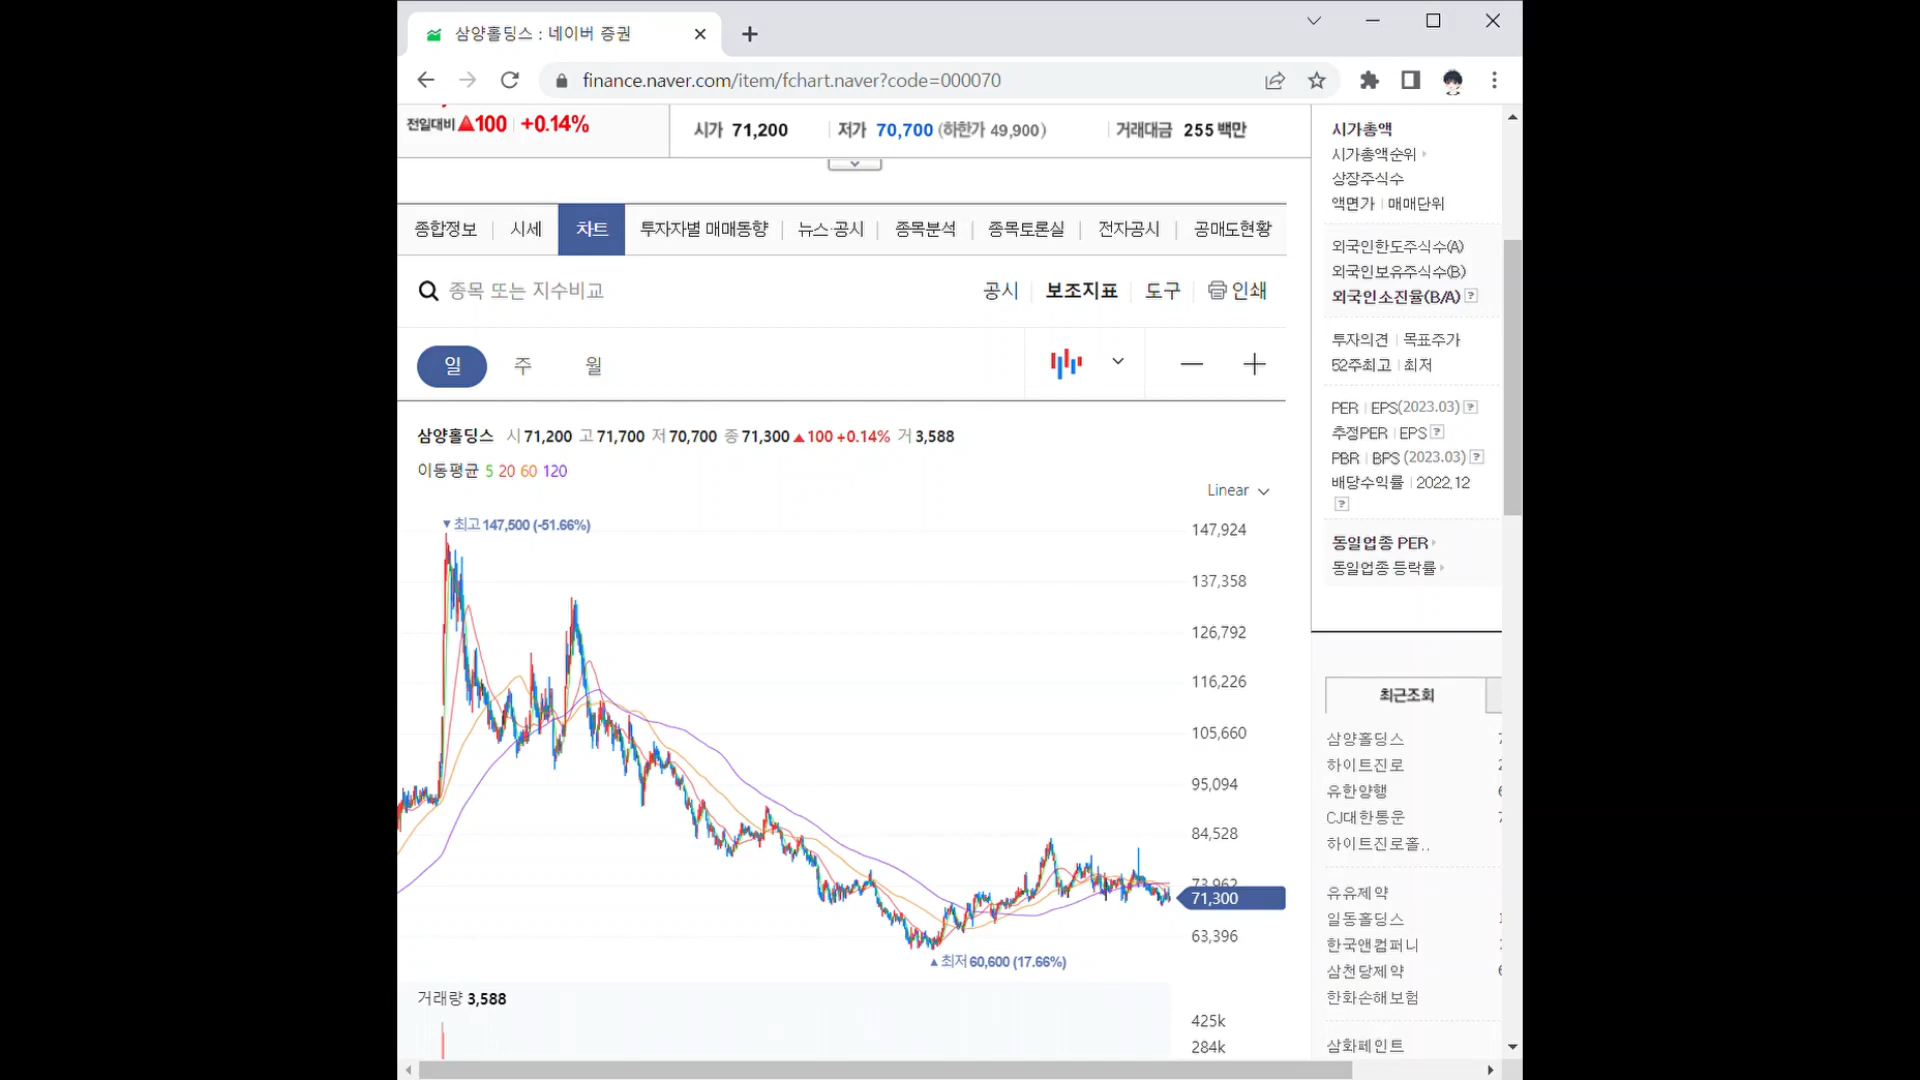 삼양홀딩스 : 네이버 증권
finance.naver.com/item/fchart.naver?code=000070
전일대비 ▲100 +0.14%
시가 71,200 저가 70,700 (하한가 49,900) 거래대금 255 백만
종합정보 시세 차트 투자자별 매매동향 뉴스·공시 종목분석 종목토론실 전자공시 공매도현황
종목 또는 지수비교 공시 보조지표 도구 인쇄
일 주 월
삼양홀딩스 시 71,200 고 71,700 저 70,700 종 71,300 ▲100 +0.14% 거 3,588
이동평균 5 20 60 120
Linear
▼최고 147,500 (-51.66%)
147,924
137,358
126,792
116,226
105,660
95,094
84,528
73,962
71,300
63,396
▲최저 60,600 (17.66%)
거래량 3,588
425k
284k
시가총액
시가총액순위
상장주식수
액면가 매매단위
외국인한도주식수(A)
외국인보유주식수(B)
외국인소진율(B/A) ?
투자의견 목표주가
52주최고 최저
PER EPS(2023.03) ?
추정PER EPS ?
PBR BPS (2023.03) ?
배당수익률 2022.12
?
동일업종 PER
동일업종 등락률
최근조회
삼양홀딩스
하이트진로
유한양행
CJ대한통운
하이트진로홀..
유유제약
일동홀딩스
한국앤컴퍼니
삼천당제약
한화손해보험
삼화페인트